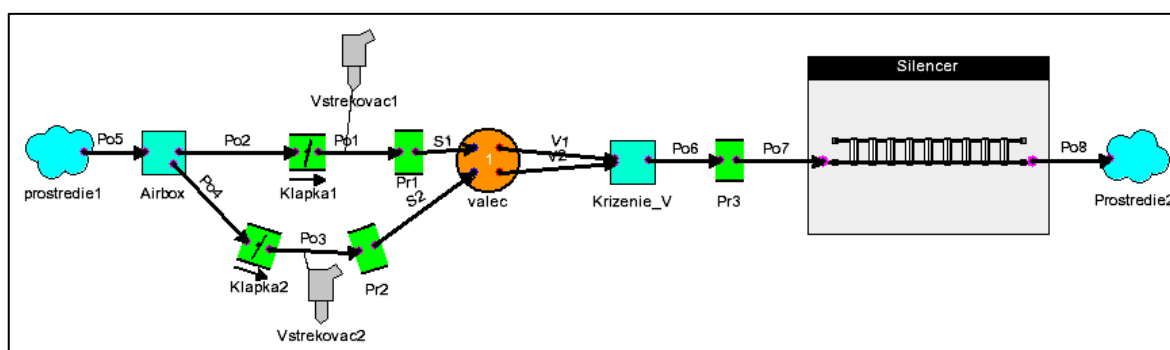 Silencer
Vstrekovac1
Po5
Po2
Po1
S1
V1
V2
Po6
Po7
Po8
1
prostredie1
Airbox
Klapka1
Pr1
valec
Krizenie_V
Pr3
Prostredie2
Po4
S2
Po3
Klapka2
Pr2
Vstrekovac2